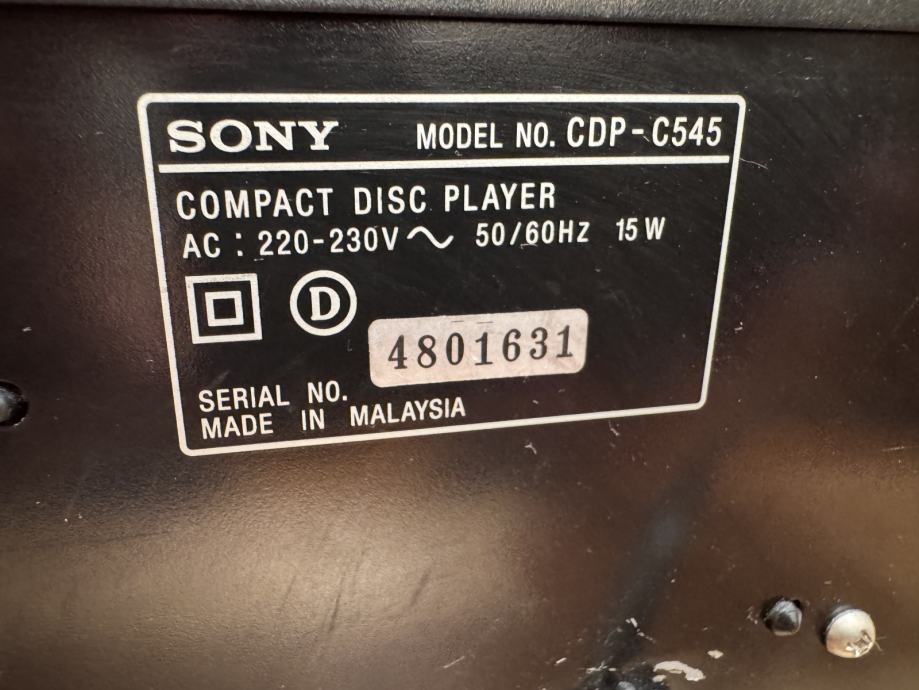 SONY MODEL NO. CDP-C545
COMPACT DISC PLAYER
AC : 220-230V～ 50/60Hz 15W
D
4801631
SERIAL NO.
MADE IN MALAYSIA